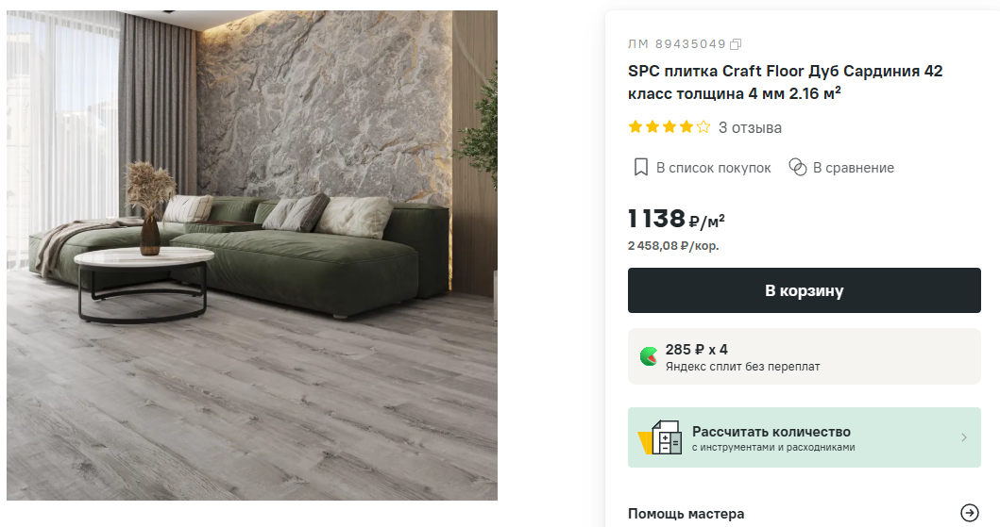 ЛМ 89435049
SPC плитка Craft Floor Дуб Сардиния 42
класс толщина 4 мм 2.16 м²
3 отзыва
В список покупок
В сравнение
1 138 ₽/м²
2 458,08 ₽/кор.
В корзину
285 ₽ x 4
Яндекс сплит без переплат
Рассчитать количество
с инструментами и расходниками
Помощь мастера